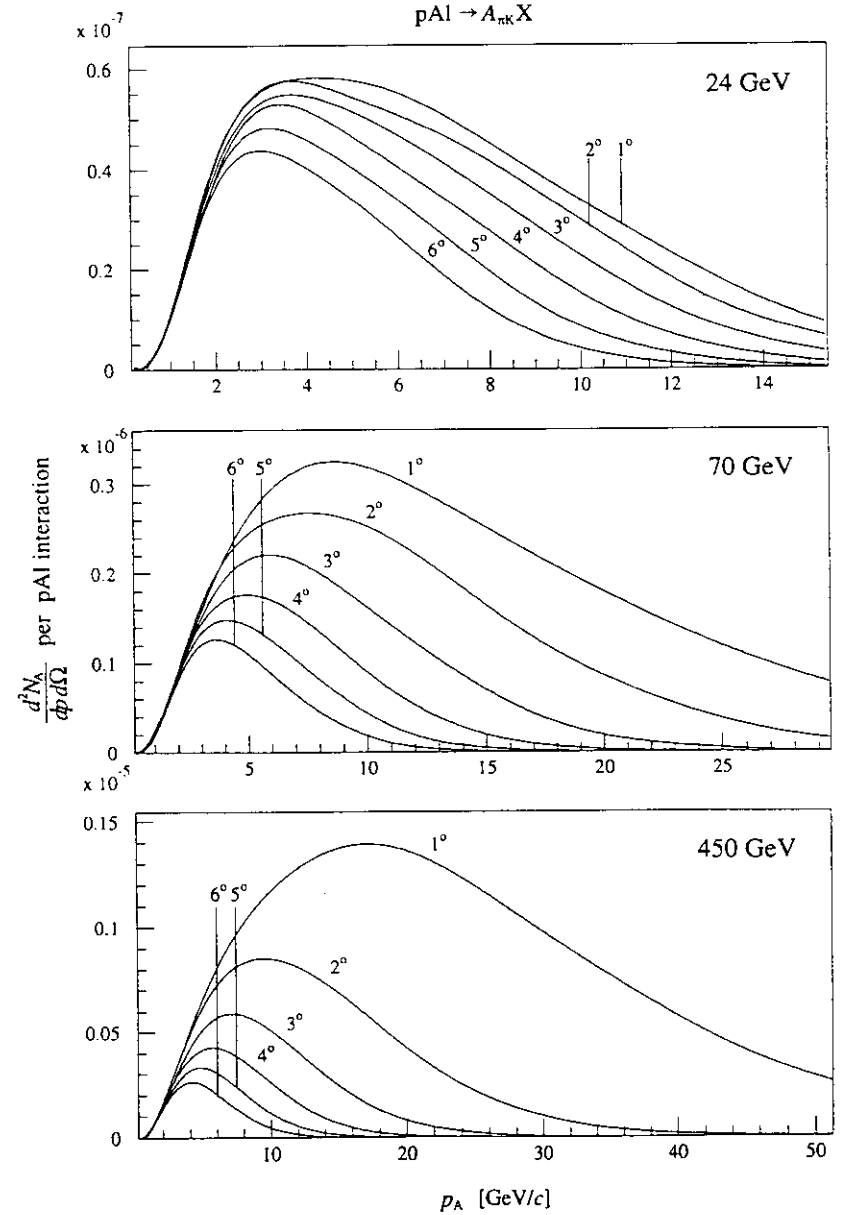 pAl → A_πK X
x 10⁻⁷
24 GeV
0.6
0.4
0.2
0
2° 1°
6° 5° 4° 3°
2 4 6 8 10 12 14
x 10⁻⁶
70 GeV
6° 5° 1°
2°
3°
4°
0.3
0.2
0.1
0
5 10 15 20 25
d²N_A / dp dΩ per pAl interaction
x 10⁻⁵
450 GeV
0.15
0.1
0.05
0
1°
6° 5°
2°
3°
4°
10 20 30 40 50
p_A [GeV/c]